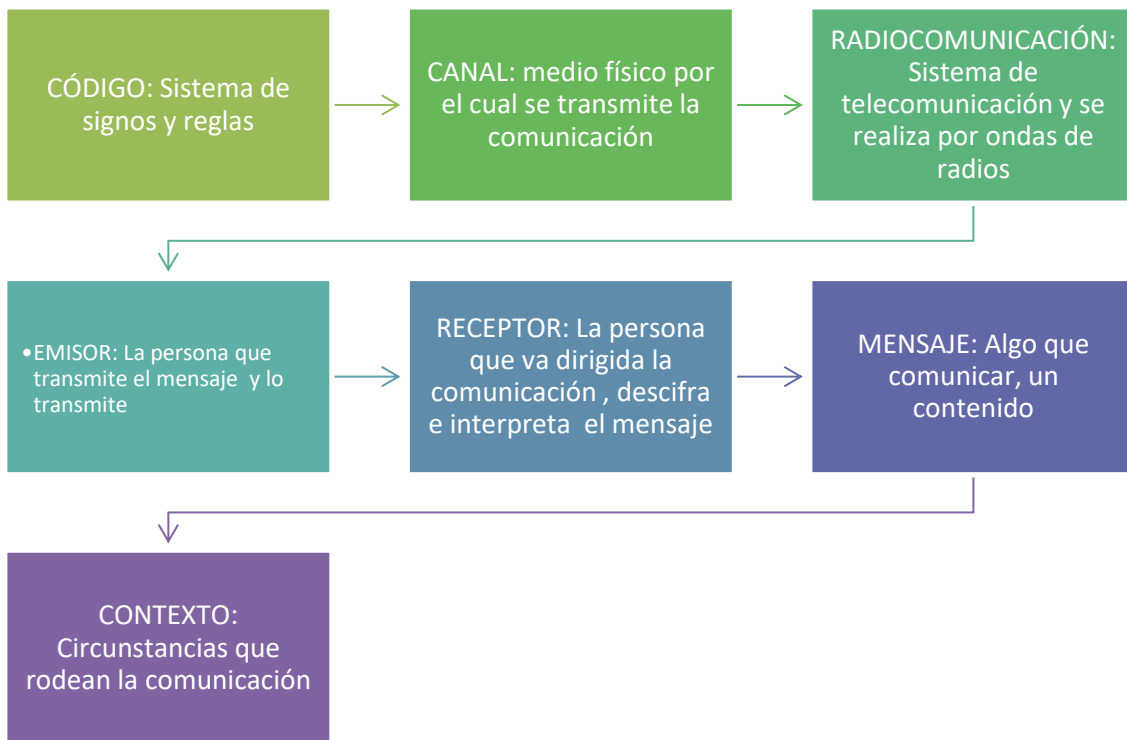 CÓDIGO: Sistema de
signos y reglas
CANAL: medio físico por
el cual se transmite la
comunicación
RADIOCOMUNICACIÓN:
Sistema de
telecomunicación y se
realiza por ondas de
radios
•EMISOR: La persona que
transmite el mensaje y lo
transmite
RECEPTOR: La persona
que va dirigida la
comunicación , descifra
e interpreta el mensaje
MENSAJE: Algo que
comunicar, un
contenido
CONTEXTO:
Circunstancias que
rodean la comunicación